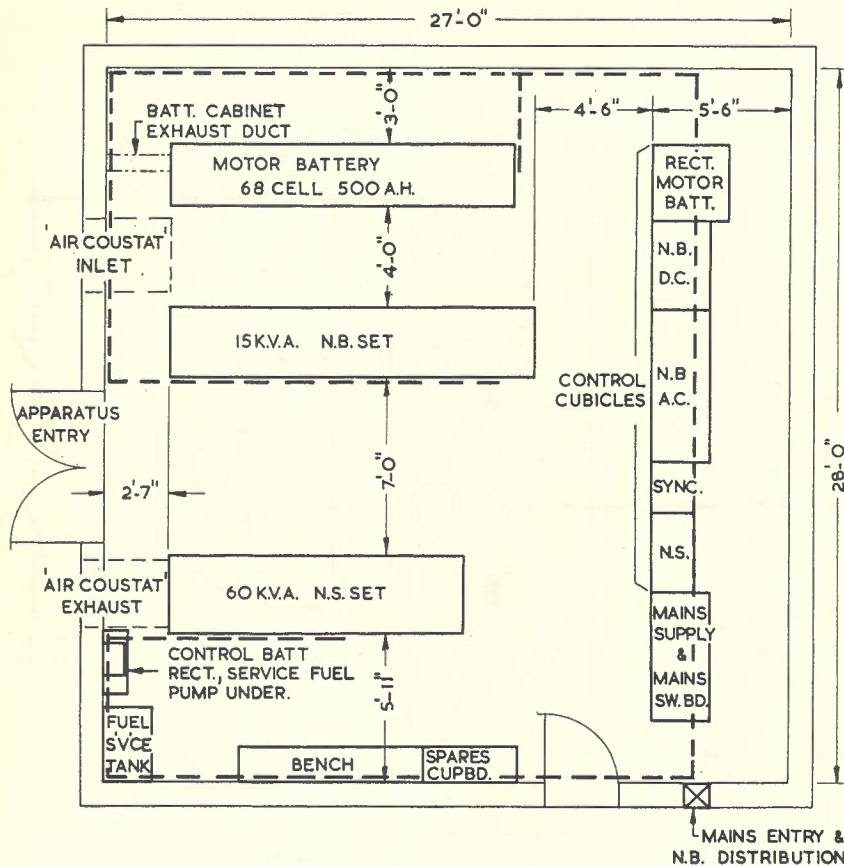 27'-0"
BATT. CABINET
EXHAUST DUCT
3'-0"
4'-6"
5'-6"
MOTOR BATTERY
68 CELL 500 A.H.
RECT.
MOTOR
BATT.
'AIR COUSTAT'
INLET
4'-0"
N.B.
D.C.
15 K.V.A. N.B. SET
CONTROL
CUBICLES
N.B
A.C.
APPARATUS
ENTRY
2'-7"
7'-0"
28'-0"
SYNC.
N.S.
'AIR COUSTAT'
EXHAUST
60 K.V.A. N.S. SET
MAINS
SUPPLY
&
MAINS
SW. BD.
CONTROL BATT
RECT., SERVICE FUEL
PUMP UNDER.
5'-11"
FUEL
S'V'CE
TANK
BENCH
SPARES
CUPBD.
MAINS ENTRY &
N.B. DISTRIBUTION